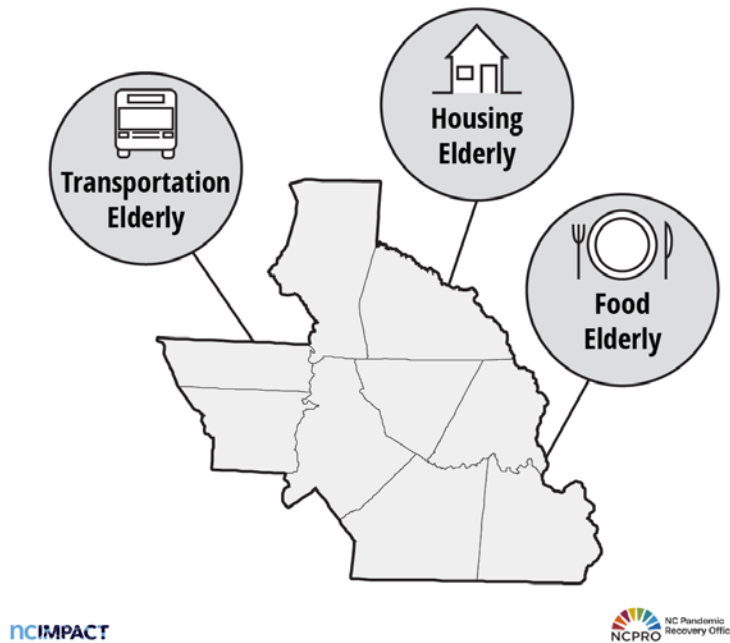 Housing
Elderly
Transportation
Elderly
Food
Elderly
ncIMPACT
NCPRO
NC Pandemic
Recovery Offic